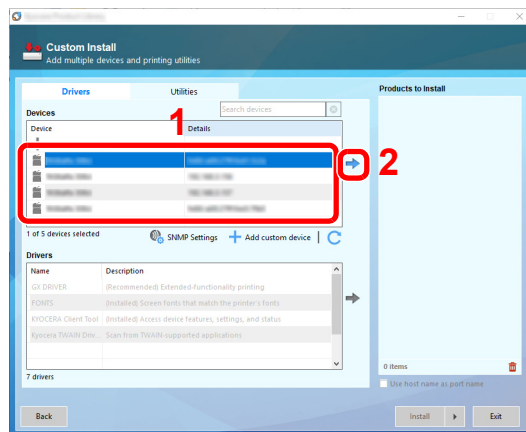 Custom Install
Add multiple devices and printing utilities
Drivers
Utilities
Products to Install
1
Devices
Search devices
Device
Details
2
1 of 5 devices selected
SNMP Settings
Add custom device
Drivers
Name
Description
GX DRIVER
(Recommended) Extended-functionality printing
FONTS
(Installed) Screen fonts that match the printer's fonts
KYOCERA Client Tool
(Installed) Access device features, settings, and status
Kyocera TWAIN Driv...
Scan from TWAIN-supported applications
7 drivers
0 items
Use host name as port name
Back
Install
Exit